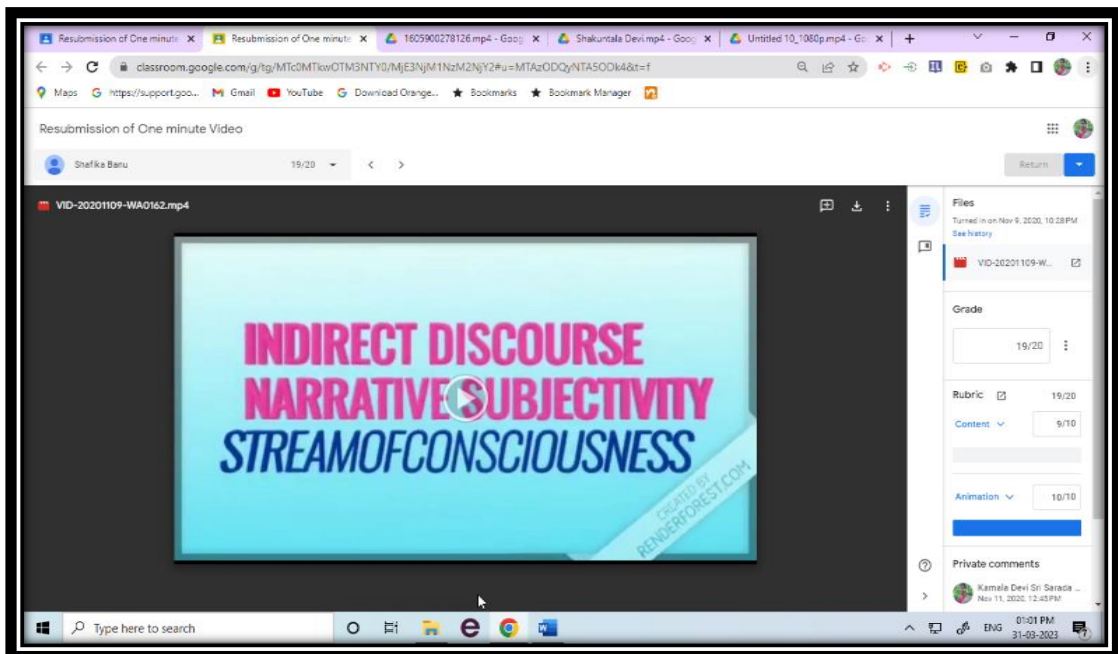 Resubmission of One minute
Resubmission of One minute
1605900278126.mp4 - Goog
Shakuntala Devi.mp4 - Goog
Untitled 10_1080p.mp4 - Go
classroom.google.com/g/tg/
Maps
https://support.goo...
Gmail
YouTube
Download Orange...
Bookmarks
Bookmark Manager
Resubmission of One minute Video
Shafika Banu
19/20
Return
VID-20201109-WA0162.mp4
INDIRECT DISCOURSE
NARRATIVE SUBJECTIVITY
STREAMOFCONSCIOUSNESS
CREATED BY
RENDERFOREST.COM
Files
Turned in on Nov 9, 2020, 10:28 PM
See history
VID-20201109-W...
Grade
19/20
Rubric
19/20
Content
9/10
Animation
10/10
Private comments
Kamala Devi Sri Sarada ...
Nov 11, 2020, 12:45 PM
Type here to search
ENG
01:01 PM
31-03-2023